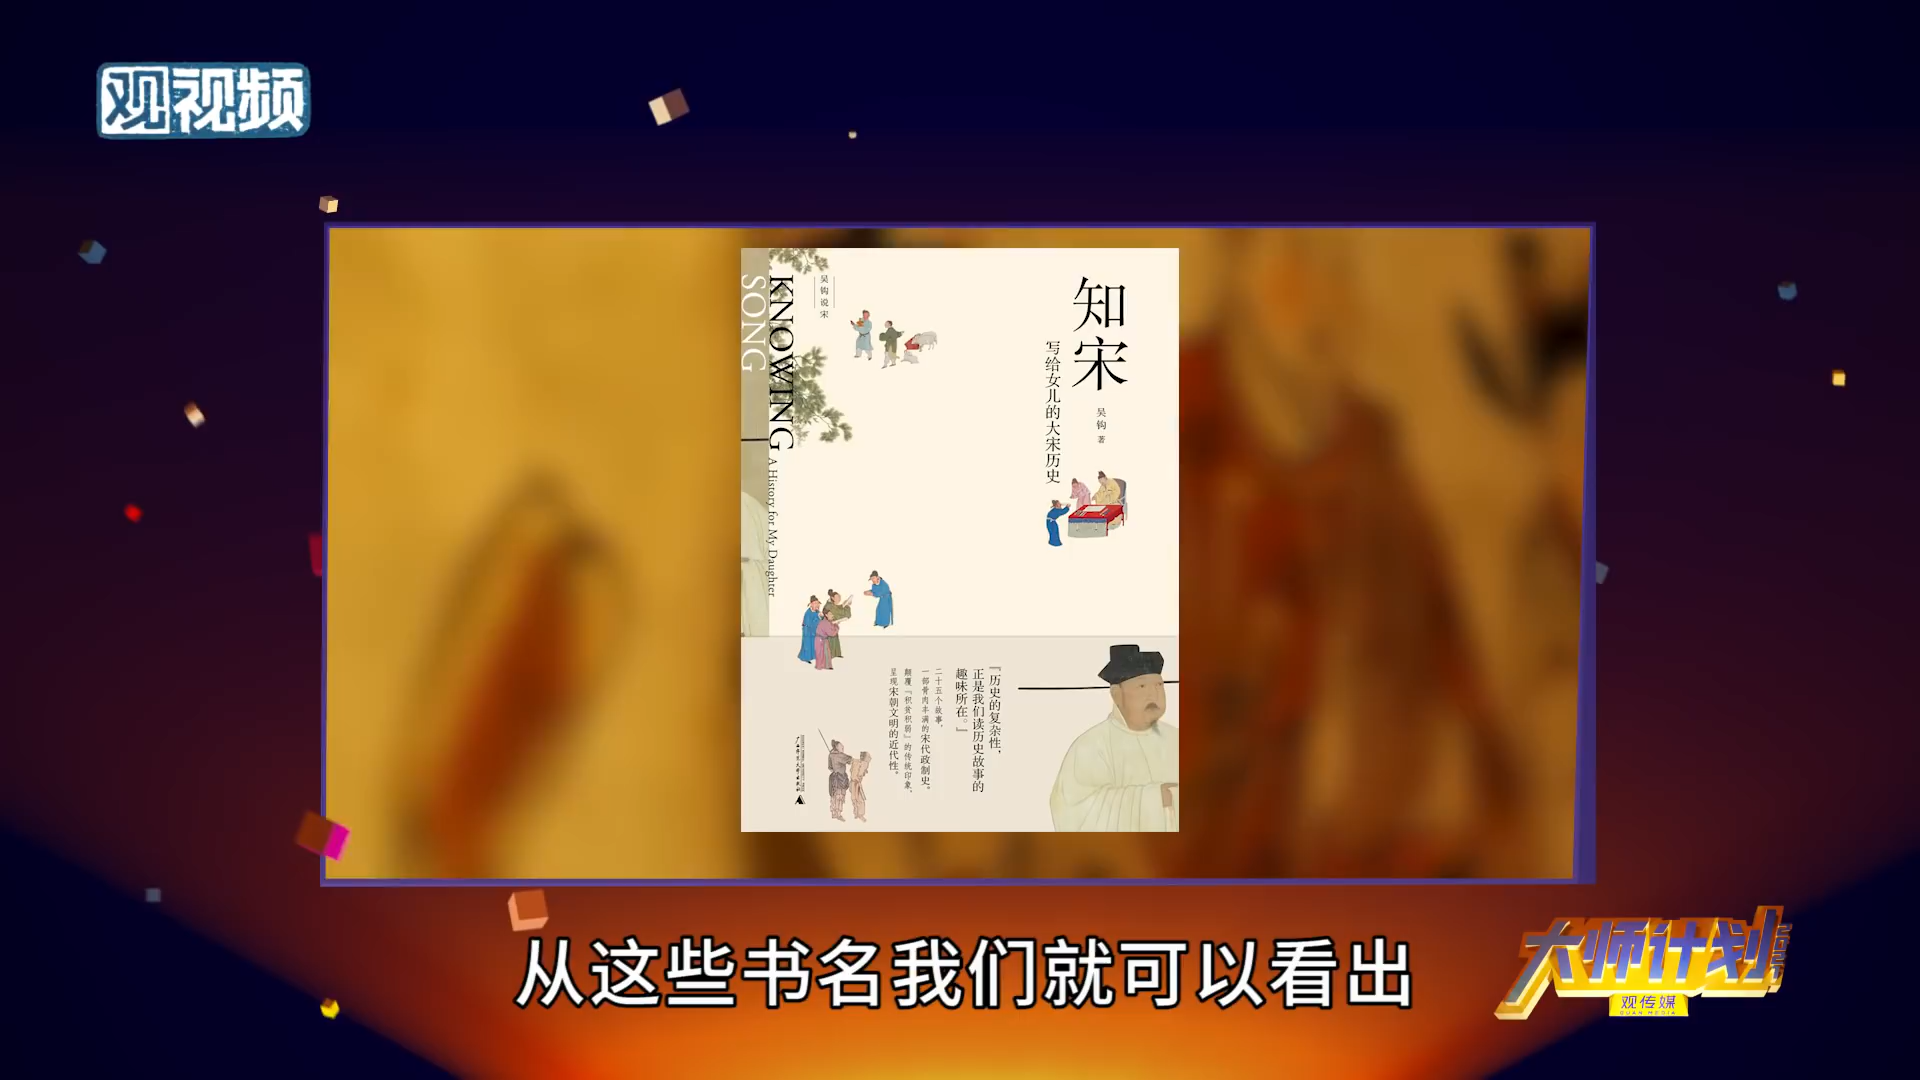 观视频
知宋
写给女儿的大宋历史
吴钩 著
吴钩说宋
KNOWING
SONG
A History for My Daughter
『历史的复杂性，
正是我们读历史故事的
趣味所在。』
二十五个故事，
一部骨肉丰满的宋代政制史。
颠覆『积贫积弱』的传统印象，
呈现宋朝文明的近代性。
从这些书名我们就可以看出
大师计划
观传媒
GUAN MEDIA